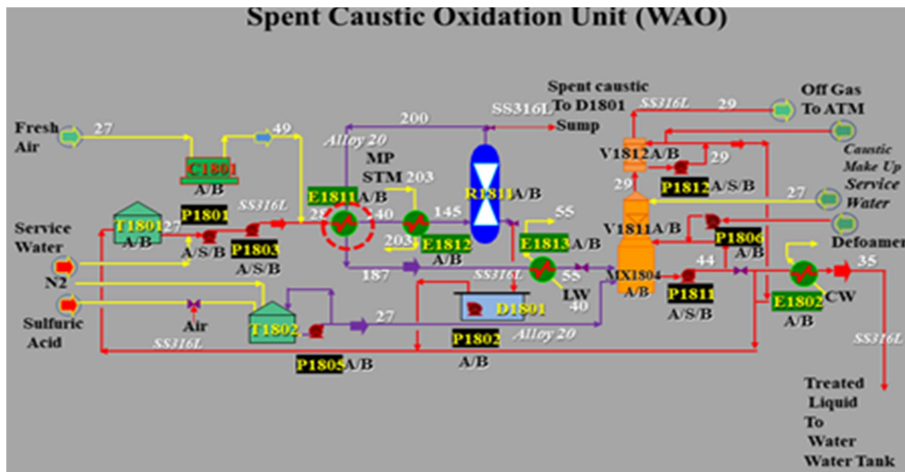 Spent Caustic Oxidation Unit (WAO)
Spent caustic
To D1801
Sump
SS316L
SS316L
29
Off Gas
To ATM
Fresh
Air
27
49
200
Alloy 20
MP
STM
203
C1801
A/B
V1812A/B
29
Caustic
Make Up
Service
Water
P1812
A/S/B
E1811A/B
R1811A/B
29
27
T1801
A/B
P1801
SS316L
28
40
145
55
V1811A/B
Service
Water
27
A/S/B
P1803
A/S/B
203
E1812
A/B
E1813
A/B
P1806
A/B
Defoamer
N2
187
SS316L
55
44
35
MX1804
A/B
P1811
A/S/B
LW
40
E1802
A/B
CW
Sulfuric
Acid
Air
T1802
27
D1801
Alloy 20
SS316L
SS316L
SS316L
P1805A/B
P1802
A/B
Treated
Liquid
To
Water
Water Tank